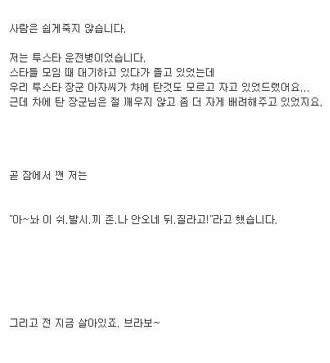 사람은 쉽게죽지 않습니다.
저는 투스타 운전병이었습니다.
스타들 모임 때 대기하고 있다가 졸고 있었는데
우리 투스타 장군 아자씨가 차에 탄것도 모르고 자고 있었드랬어요...
근데 차에 탄 장군님은 절 깨우지 않고 좀 더 자게 배려해주고 있었지요.
곧 잠에서 깬 저는
"아~놔 이 쉬.발시.끼 존.나 안오네 뒤.질라고!"라고 했습니다.
그리고 전 지금 살아있죠. 브라보~